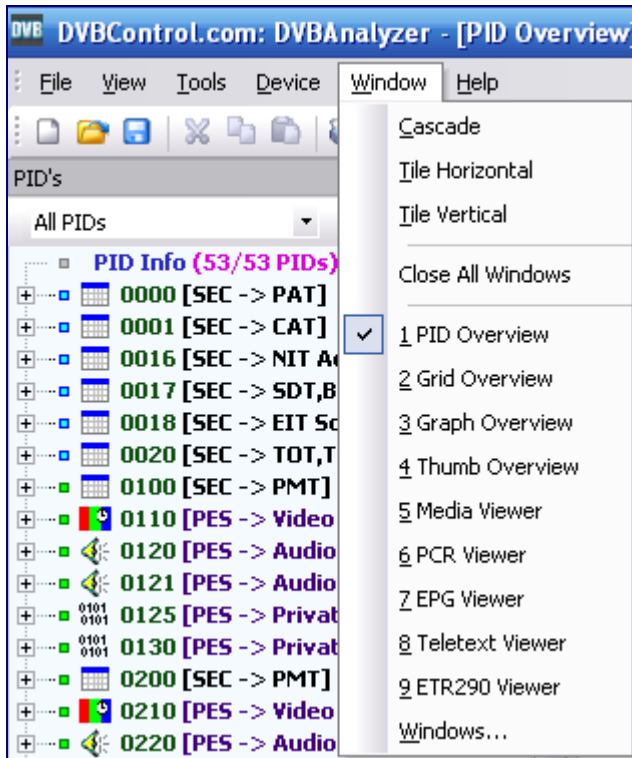 DVB DVBControl.com: DVBAnalyzer - [PID Overview]
File View Tools Device Window Help
PID's
All PIDs
PID Info (53/53 PIDs)
0000 [SEC -> PAT]
0001 [SEC -> CAT]
0016 [SEC -> NIT
0017 [SEC -> SDT,B
0018 [SEC -> EIT
0020 [SEC -> TOT,T
0100 [SEC -> PMT]
0110 [PES -> Video
0120 [PES -> Audio
0121 [PES -> Audio
0101 0101 0125 [PES -> Privat
0101 0101 0130 [PES -> Privat
0200 [SEC -> PMT]
0210 [PES -> Video
0220 [PES -> Audio
Cascade
Tile Horizontal
Tile Vertical
Close All Windows
1 PID Overview
2 Grid Overview
3 Graph Overview
4 Thumb Overview
5 Media Viewer
6 PCR Viewer
7 EPG Viewer
8 Teletext Viewer
9 ETR290 Viewer
Windows...